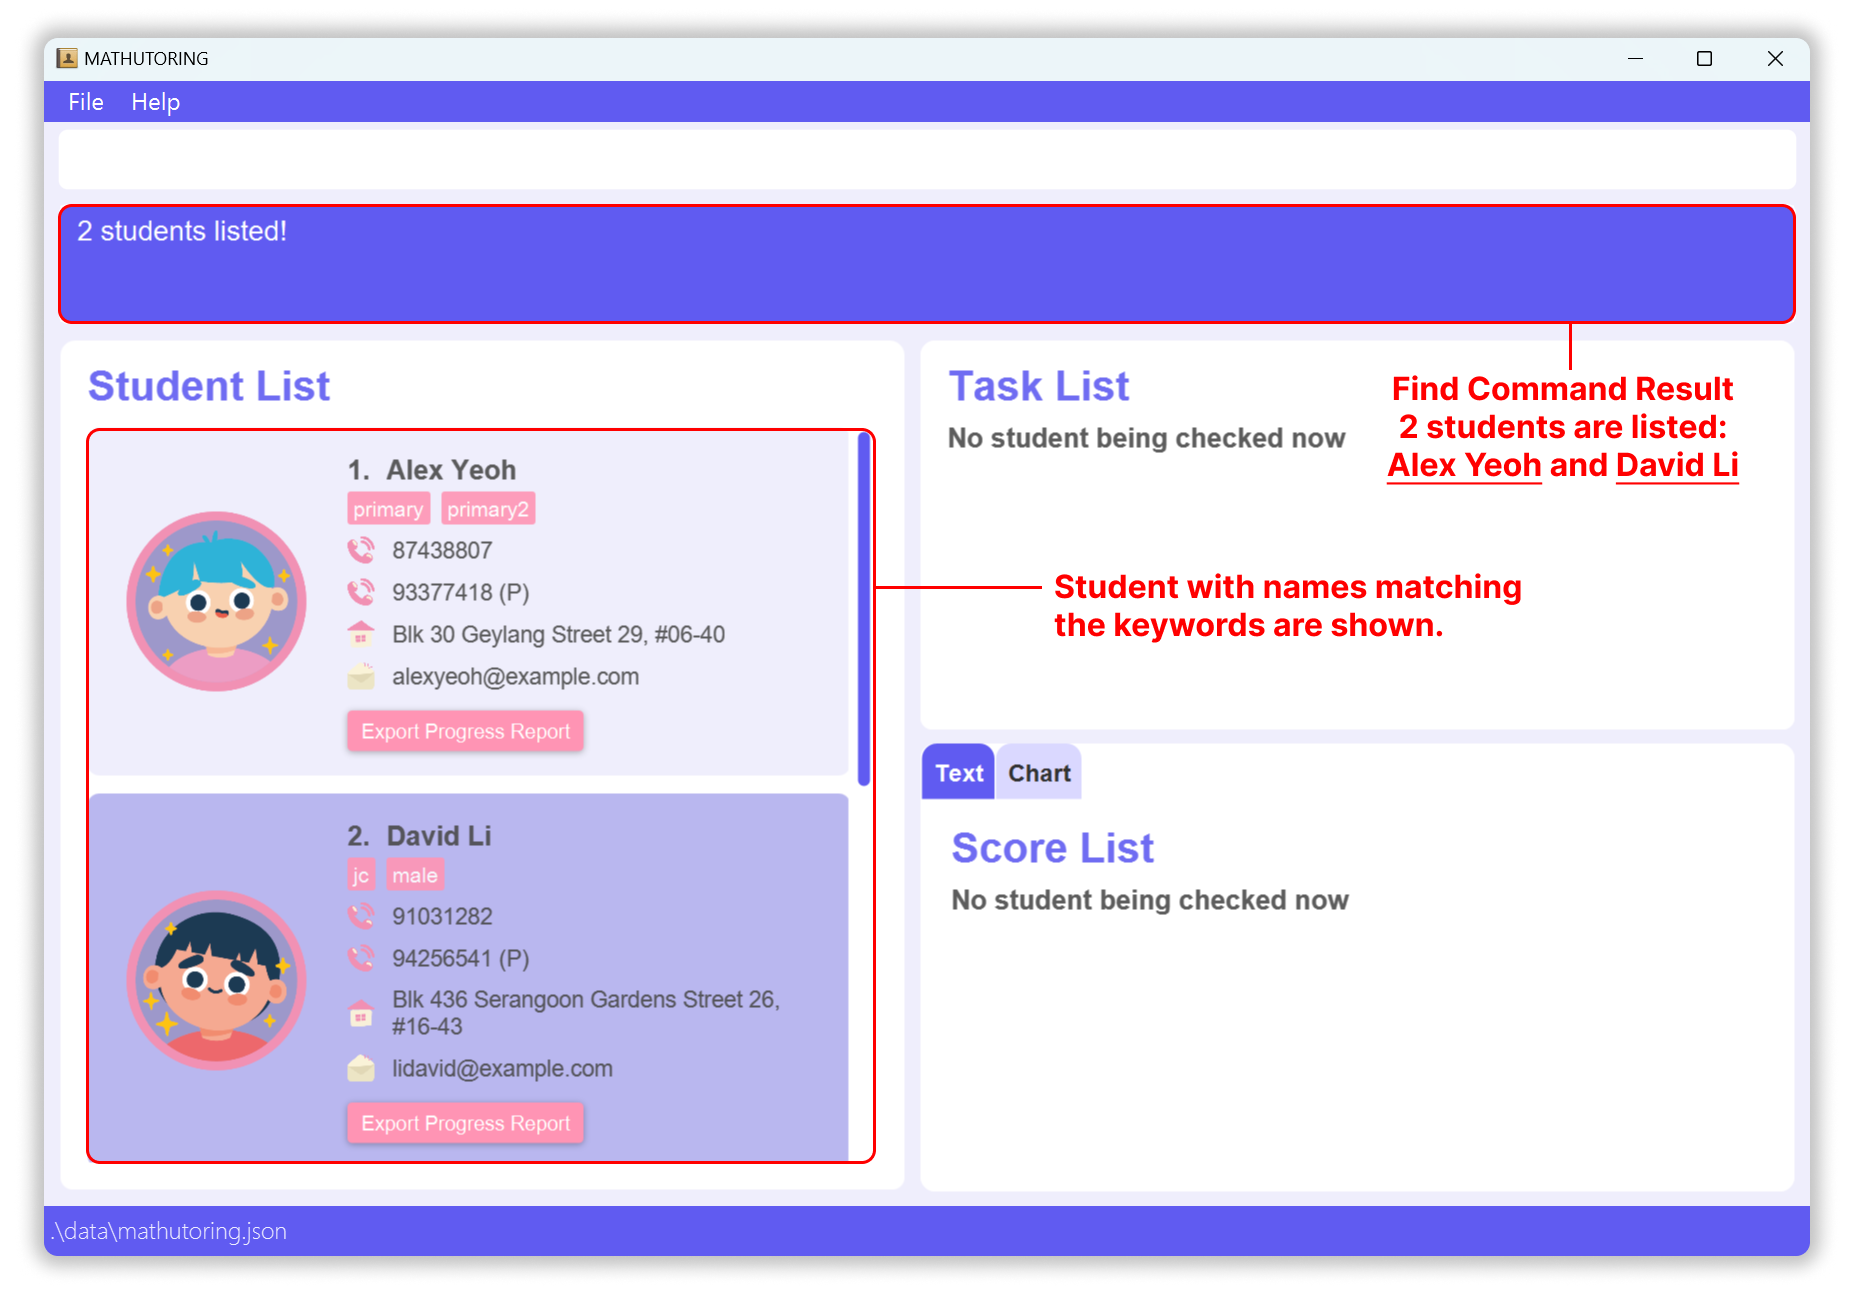 MATHUTORING
File Help
2 students listed!
Student List
1. Alex Yeoh
primary primary2
87438807
93377418 (P)
Blk 30 Geylang Street 29, #06-40
alexyeoh@example.com
Export Progress Report
2. David Li
jc male
91031282
94256541 (P)
Blk 436 Serangoon Gardens Street 26,
#16-43
lidavid@example.com
Export Progress Report
Task List
No student being checked now
Find Command Result
2 students are listed:
Alex Yeoh and David Li
Student with names matching
the keywords are shown.
Text Chart
Score List
No student being checked now
.\data\mathutoring.json